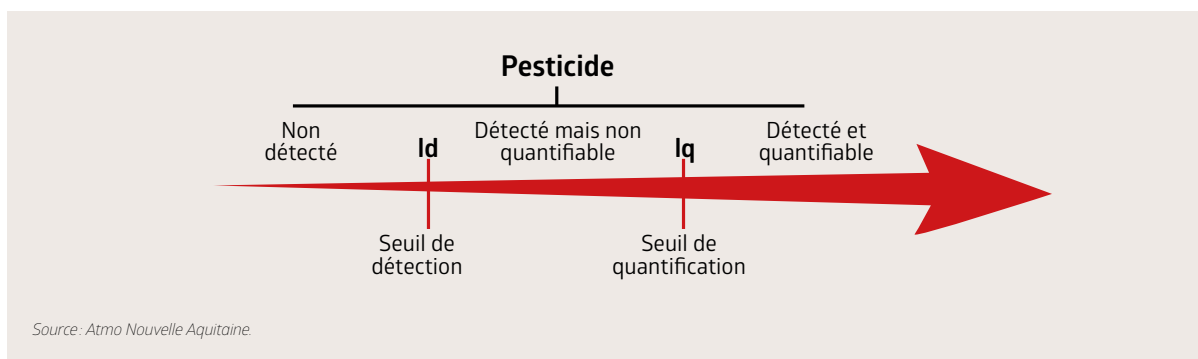 Pesticide
Non
détecté
ld
Détecté mais non
quantifiable
lq
Détecté et
quantifiable
Seuil de
détection
Seuil de
quantification
Source : Atmo Nouvelle Aquitaine.